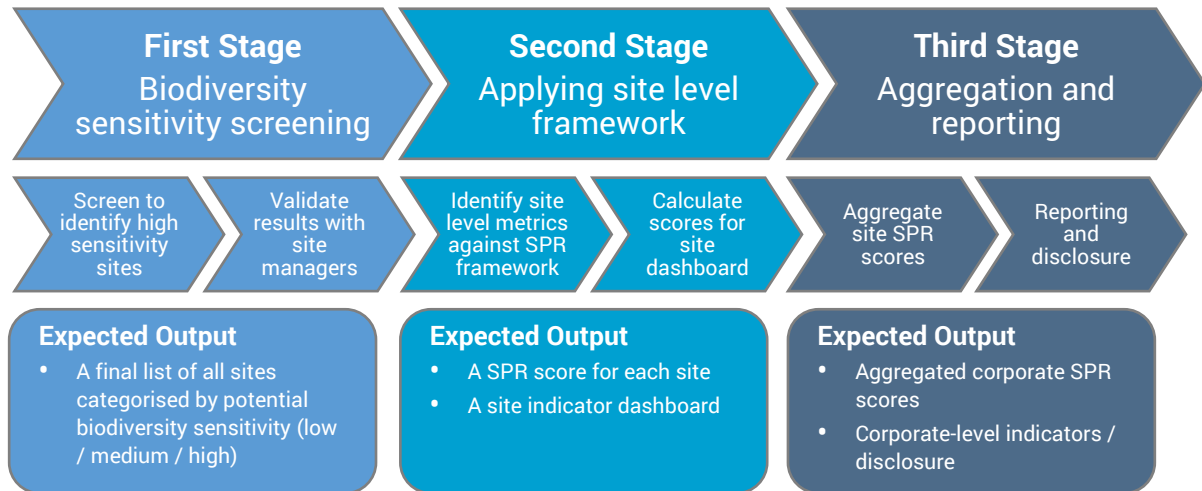 First Stage
Biodiversity
sensitivity screening
Second Stage
Applying site level
framework
Third Stage
Aggregation and
reporting
Screen to
identify high
sensitivity
sites
Validate
results with
site
managers
Identify site
level metrics
against SPR
framework
Calculate
scores for
site
dashboard
Aggregate
site SPR
scores
Reporting
and
disclosure
Expected Output
• A final list of all sites
categorised by potential
biodiversity sensitivity (low
/ medium / high)
Expected Output
• A SPR score for each site
• A site indicator dashboard
Expected Output
• Aggregated corporate SPR
scores
• Corporate-level indicators /
disclosure